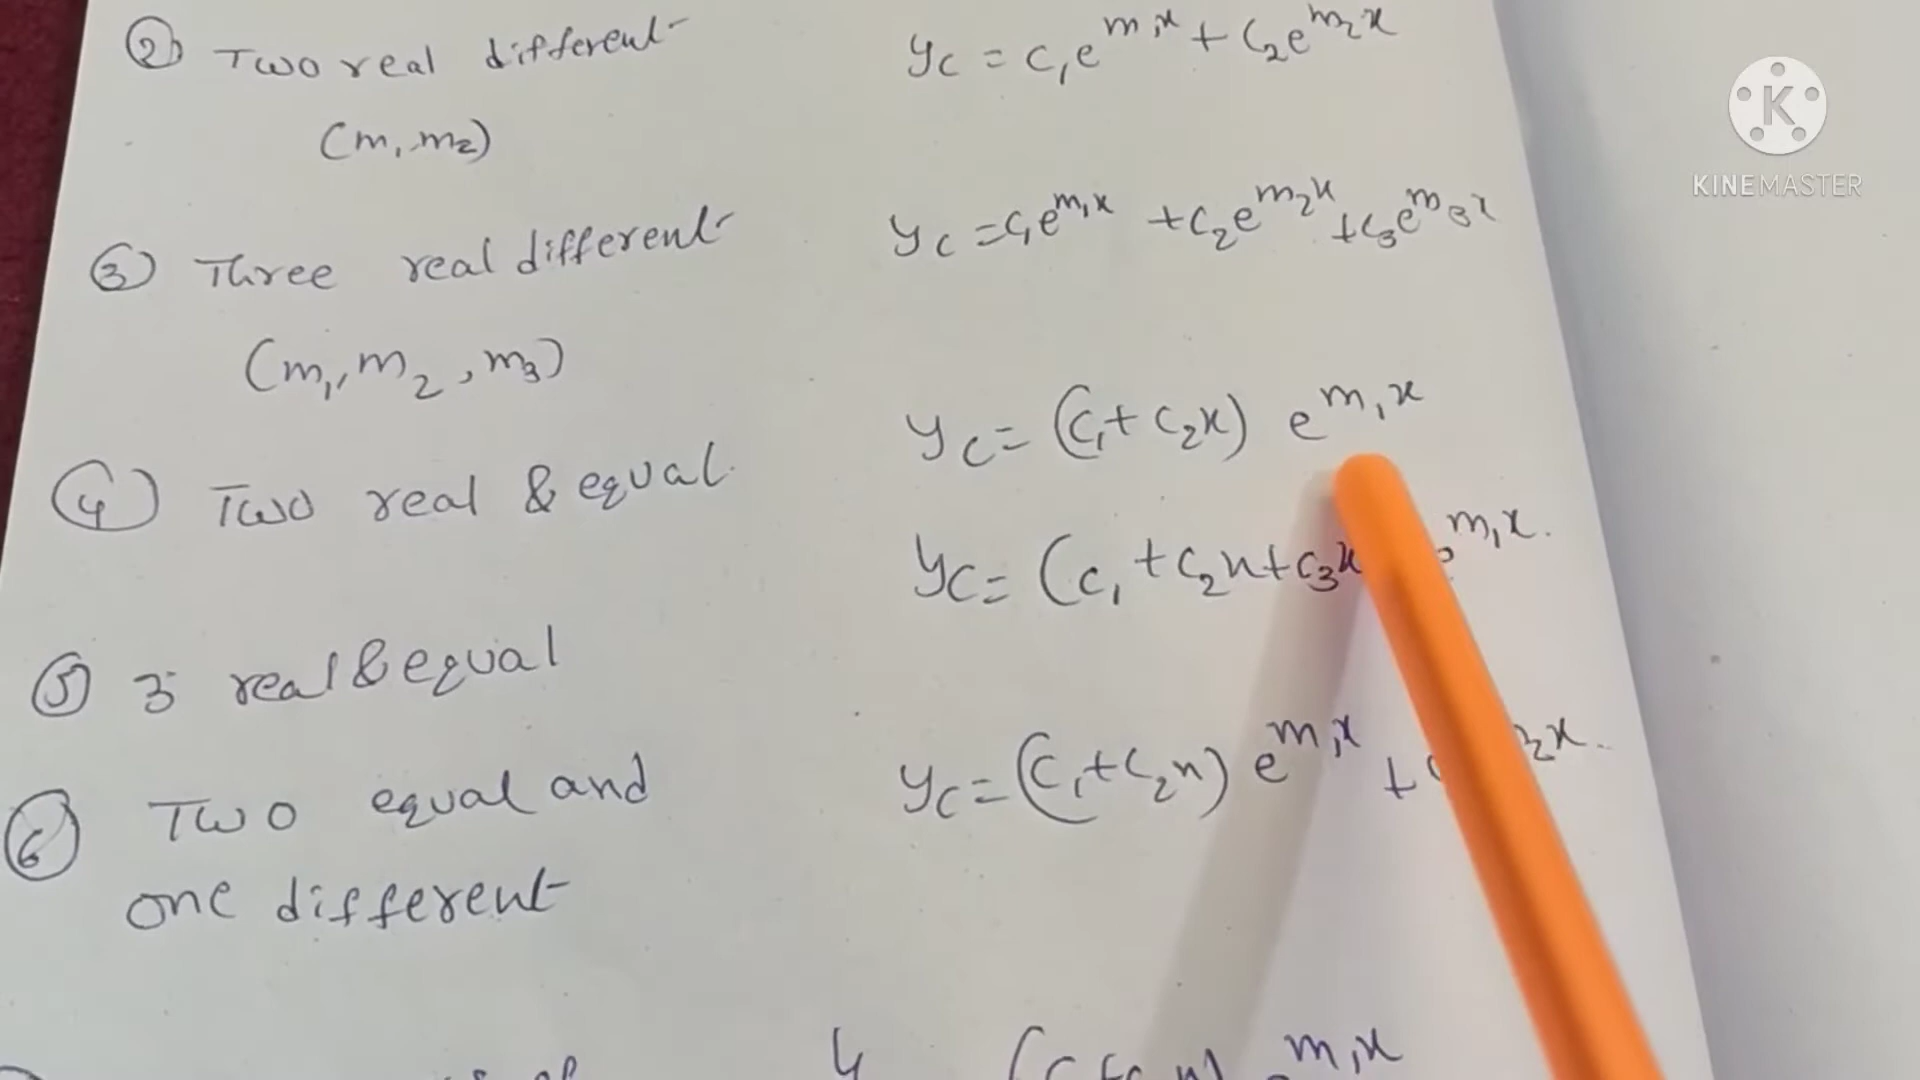 ② Two real different y_c = c₁e^{m₁x} + c₂e^{m₂x}
(m₁, m₂)
③ Three real different y_c = c₁e^{m₁x} + c₂e^{m₂x} + c₃e^{m₃x}
(m₁, m₂, m₃)
④ Two real & equal. y_c = (c₁ + c₂x) e^{m₁x}
⑤ 3 real & equal y_c = (c₁ + c₂x + c₃x m₁x.
⑥ Two equal and y_c = (c₁ + c₂x) e^{m₁x} +
one different
m₁x
K
KINEMASTER